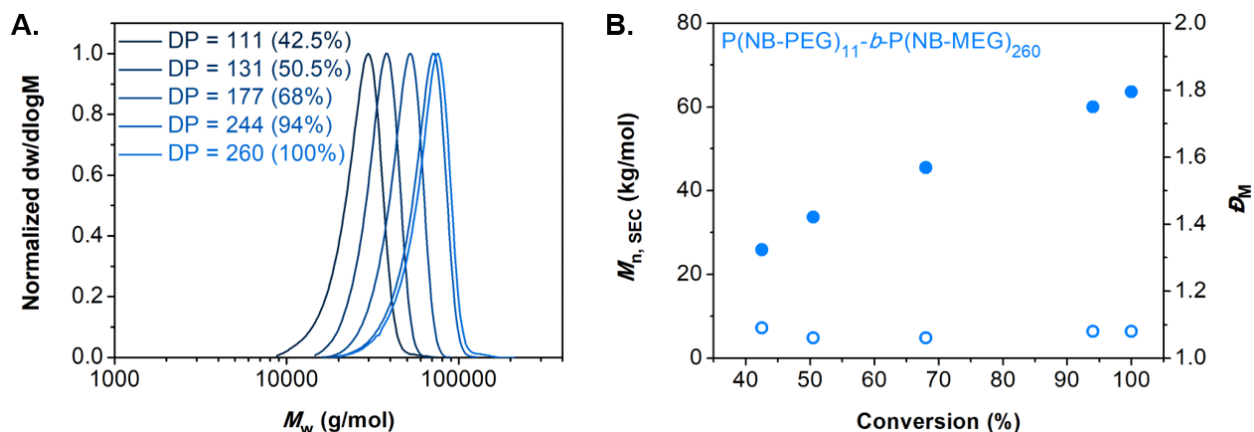 A.
Normalized dw/dlogM
1.0
0.8
0.6
0.4
0.2
0.0
DP = 111 (42.5%)
DP = 131 (50.5%)
DP = 177 (68%)
DP = 244 (94%)
DP = 260 (100%)
1000 10000 100000
Mw (g/mol)
B.
Mn, SEC (kg/mol)
80
60
40
20
0
P(NB-PEG)11-b-P(NB-MEG)260
2.0
1.8
1.6
1.4
1.2
1.0
ĐM
40 50 60 70 80 90 100
Conversion (%)